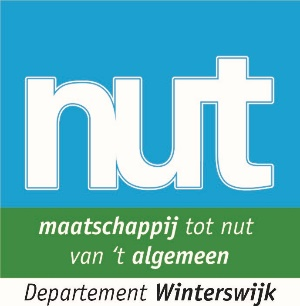 nut
maatschappij tot nut
van ‘t algemeen
Departement Winterswijk